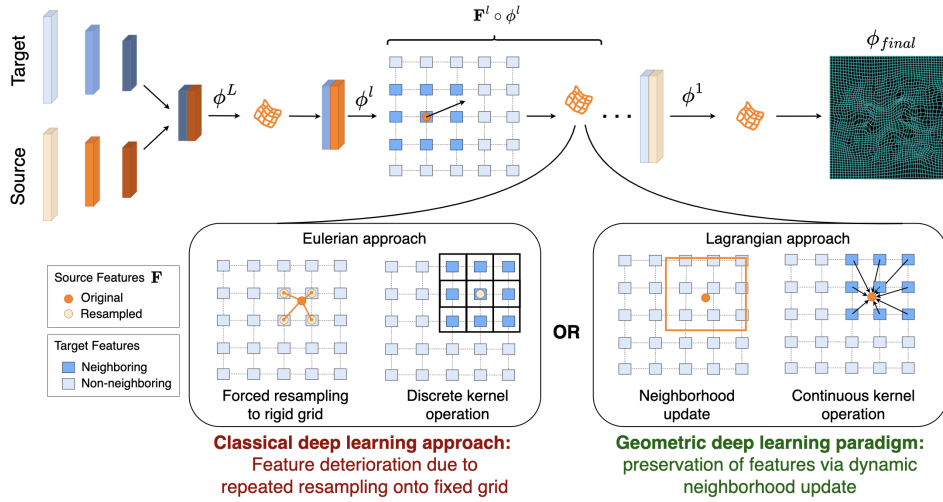 Target
Source
ϕ^L
ϕ^l
F^l ∘ ϕ^l
. . .
ϕ^1
ϕ_final
Eulerian approach
Forced resampling
to rigid grid
Discrete kernel
operation
OR
Lagrangian approach
Neighborhood
update
Continuous kernel
operation
Source Features F
Original
Resampled
Target Features
Neighboring
Non-neighboring
Classical deep learning approach:
Feature deterioration due to
repeated resampling onto fixed grid
Geometric deep learning paradigm:
preservation of features via dynamic
neighborhood update